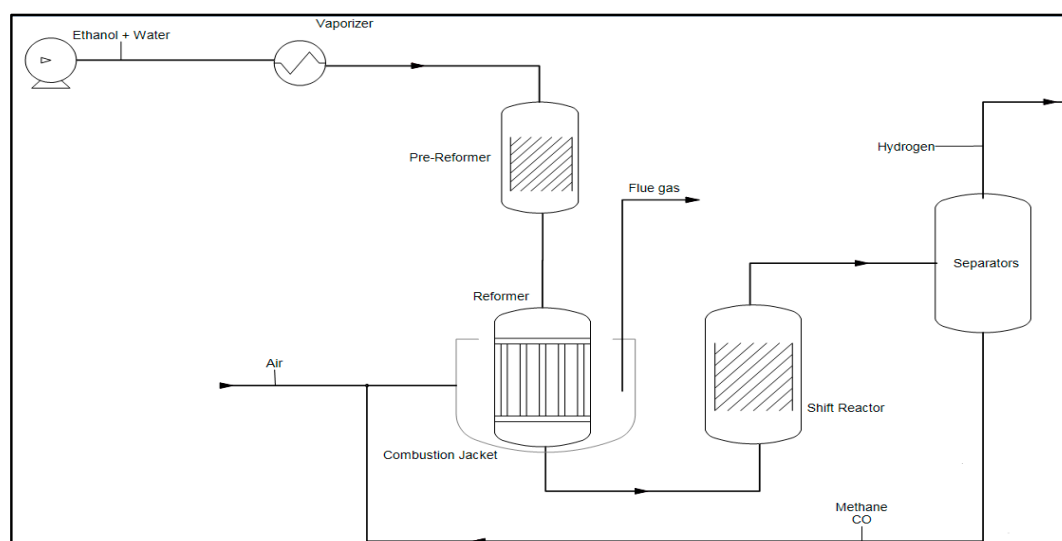 Ethanol + Water
Vaporizer
Pre-Reformer
Flue gas
Hydrogen
Separators
Reformer
Air
Combustion Jacket
Shift Reactor
Methane
CO